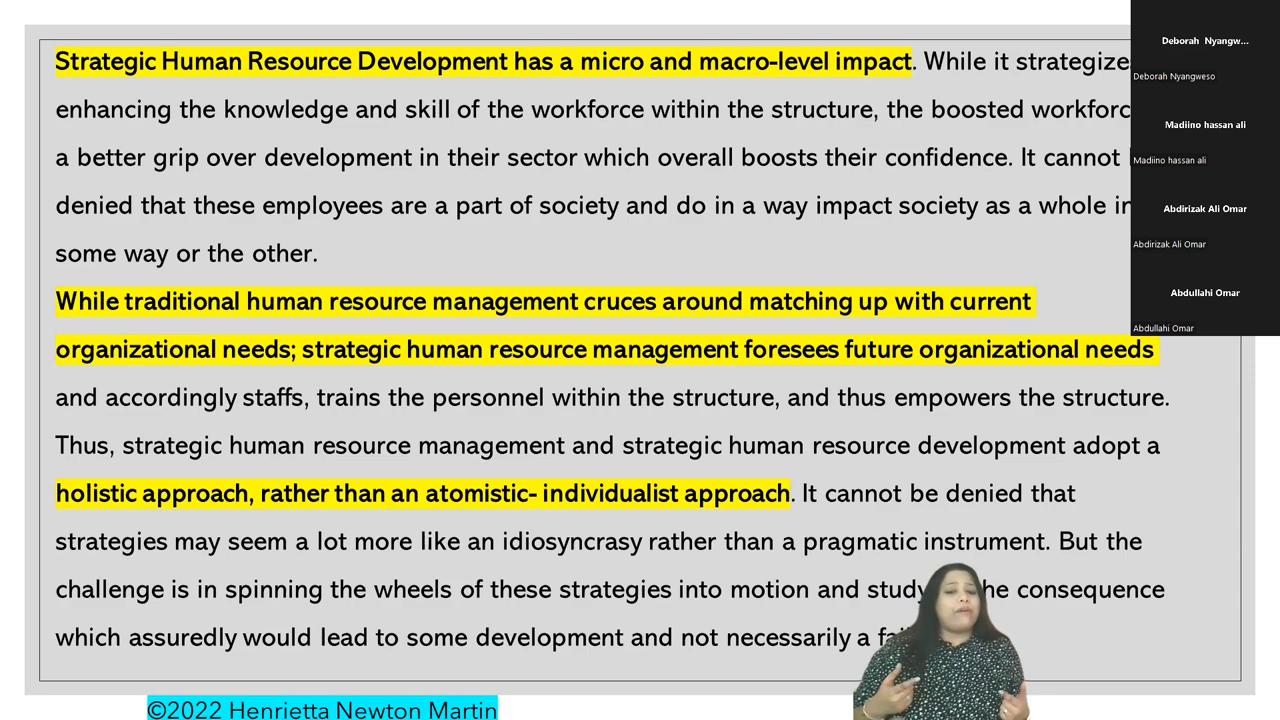 Strategic Human Resource Development has a micro and macro-level impact. While it strategize
enhancing the knowledge and skill of the workforce within the structure, the boosted workforc
a better grip over development in their sector which overall boosts their confidence. It cannot
denied that these employees are a part of society and do in a way impact society as a whole in
some way or the other.
While traditional human resource management cruces around matching up with current
organizational needs; strategic human resource management foresees future organizational needs
and accordingly staffs, trains the personnel within the structure, and thus empowers the structure.
Thus, strategic human resource management and strategic human resource development adopt a
holistic approach, rather than an atomistic- individualist approach. It cannot be denied that
strategies may seem a lot more like an idiosyncrasy rather than a pragmatic instrument. But the
challenge is in spinning the wheels of these strategies into motion and study he consequence
which assuredly would lead to some development and not necessarily a
©2022 Henrietta Newton Martin
Deborah Nyangw...
Deborah Nyangweso
Madiino hassan ali
Madiino hassan ali
Abdirizak Ali Omar
Abdirizak Ali Omar
Abdullahi Omar
Abdullahi Omar